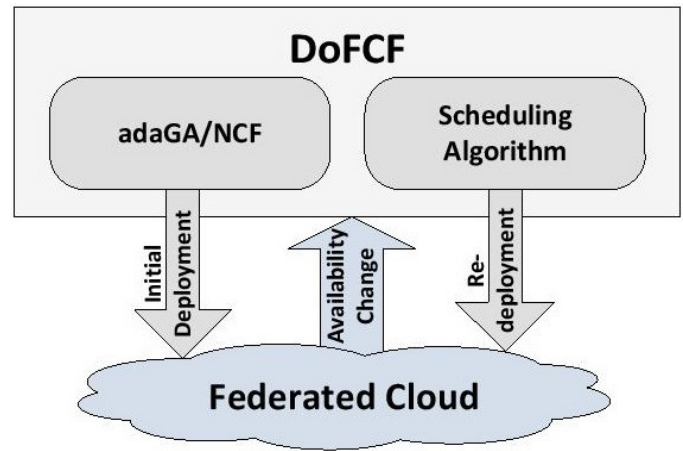 DoFCF
adaGA/NCF
Scheduling
Algorithm
Initial
Deployment
Availability
Change
Re-
deployment
Federated Cloud